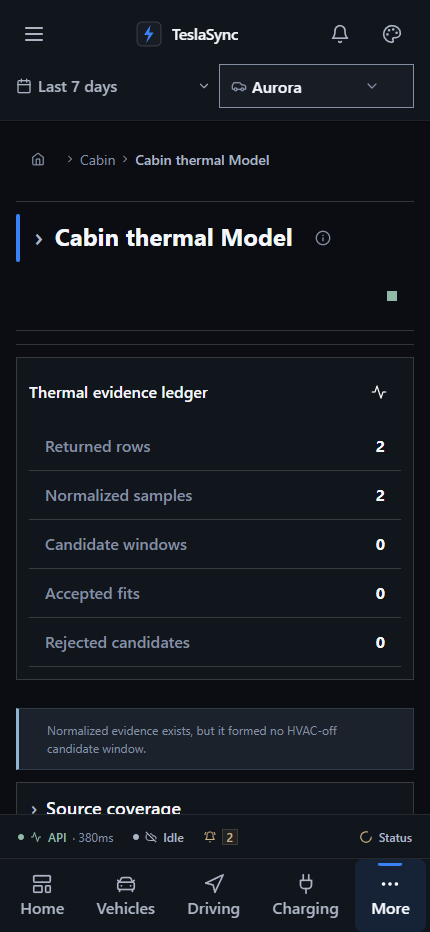 TeslaSync
Last 7 days
Aurora
Cabin
Cabin thermal Model
Cabin thermal Model
Thermal evidence ledger
Returned rows 2
Normalized samples 2
Candidate windows 0
Accepted fits 0
Rejected candidates 0
Normalized evidence exists, but it formed no HVAC-off
candidate window.
Source coverage
API · 380ms Idle 2 Status
Home Vehicles Driving Charging More